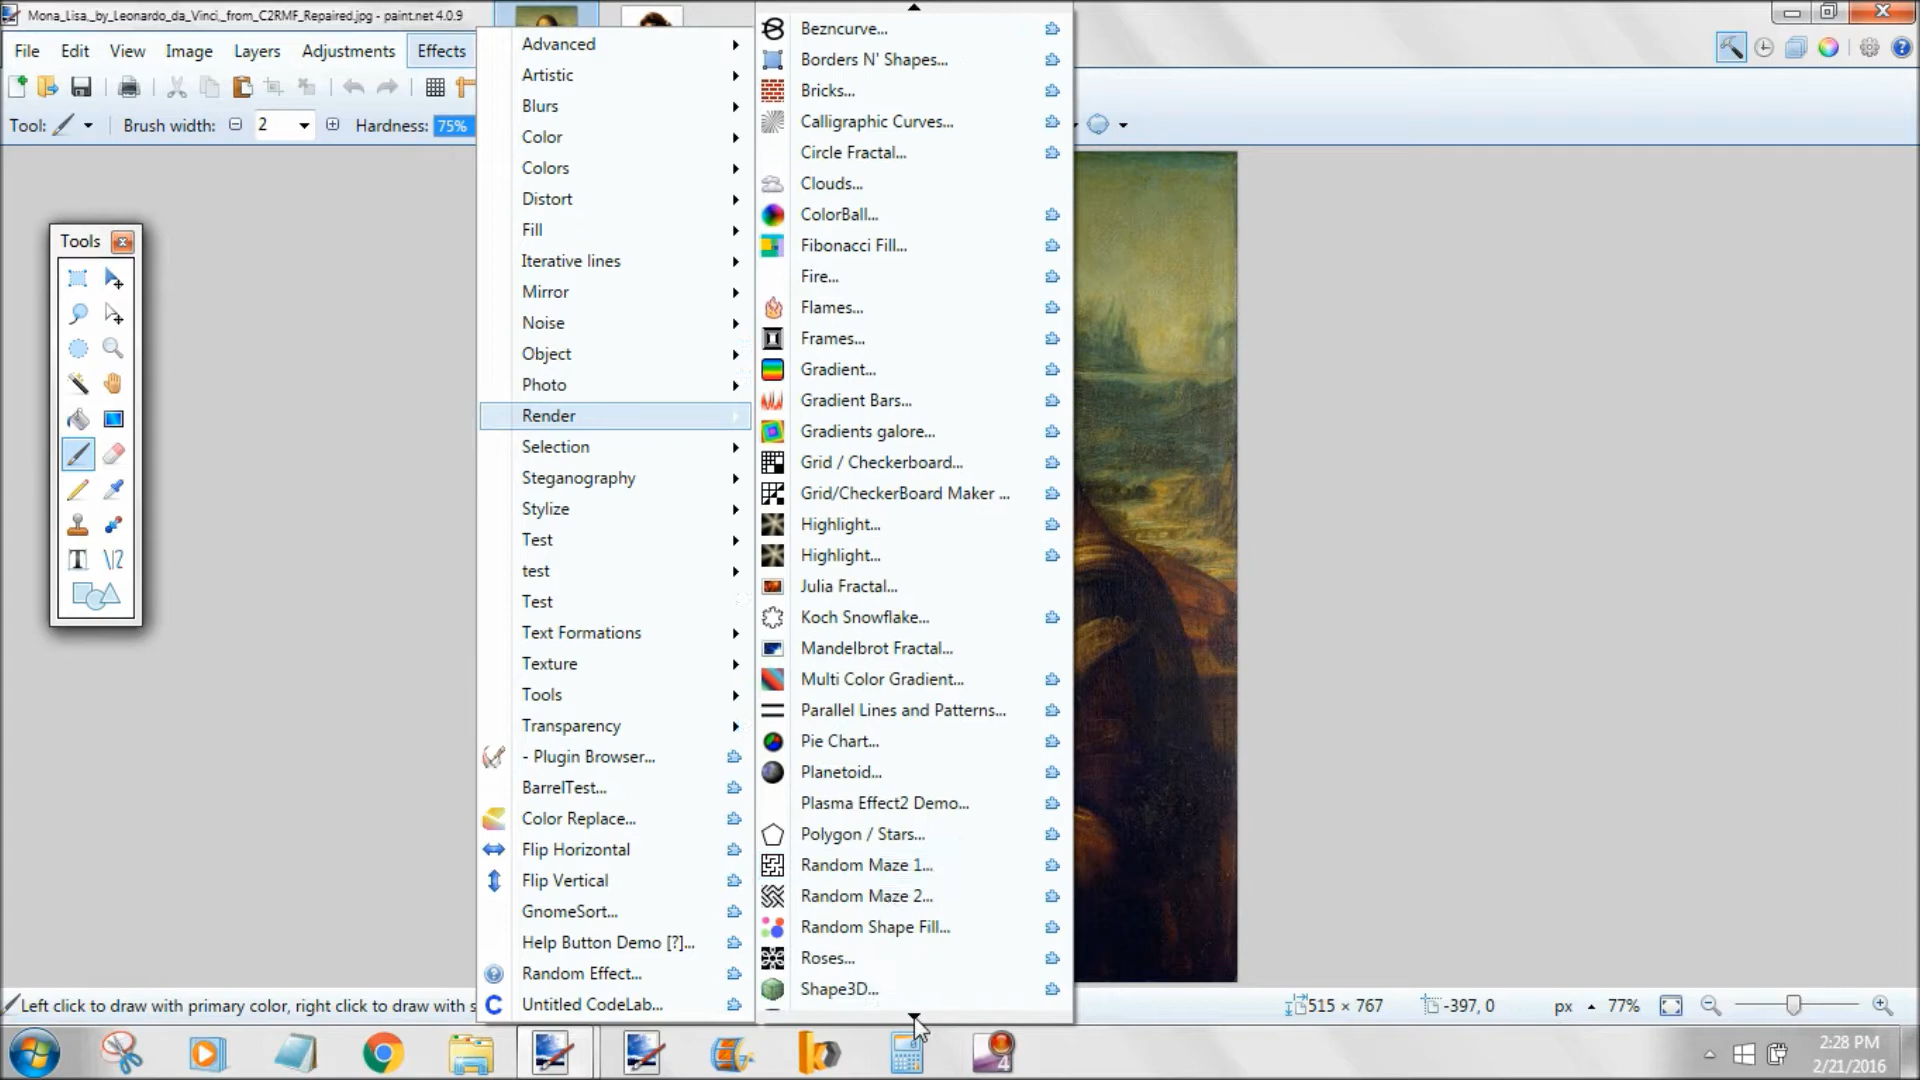 Mona_Lisa_by_Leonardo_da_Vinci,_from_C2RMF_Repaired.jpg - paint.net 4.0.9
File Edit View Image Layers Adjustments Effects
Tool: Brush width: 2 Hardness: 75%
Tools
Advanced
Artistic
Blurs
Color
Colors
Distort
Fill
Iterative lines
Mirror
Noise
Object
Photo
Render
Selection
Steganography
Stylize
Test
test
Test
Text Formations
Texture
Tools
Transparency
- Plugin Browser...
BarrelTest...
Color Replace...
Flip Horizontal
Flip Vertical
GnomeSort...
Help Button Demo [?]...
Random Effect...
Untitled CodeLab...
Bezncurve...
Borders N' Shapes...
Bricks...
Calligraphic Curves...
Circle Fractal...
Clouds...
ColorBall...
Fibonacci Fill...
Fire...
Flames...
Frames...
Gradient...
Gradient Bars...
Gradients galore...
Grid / Checkerboard...
Grid/CheckerBoard Maker ...
Highlight...
Highlight...
Julia Fractal...
Koch Snowflake...
Mandelbrot Fractal...
Multi Color Gradient...
Parallel Lines and Patterns...
Pie Chart...
Planetoid...
Plasma Effect2 Demo...
Polygon / Stars...
Random Maze 1...
Random Maze 2...
Random Shape Fill...
Roses...
Shape3D...
Left click to draw with primary color, right click to draw with s
515 × 767 -397, 0 px 77%
2:28 PM
2/21/2016